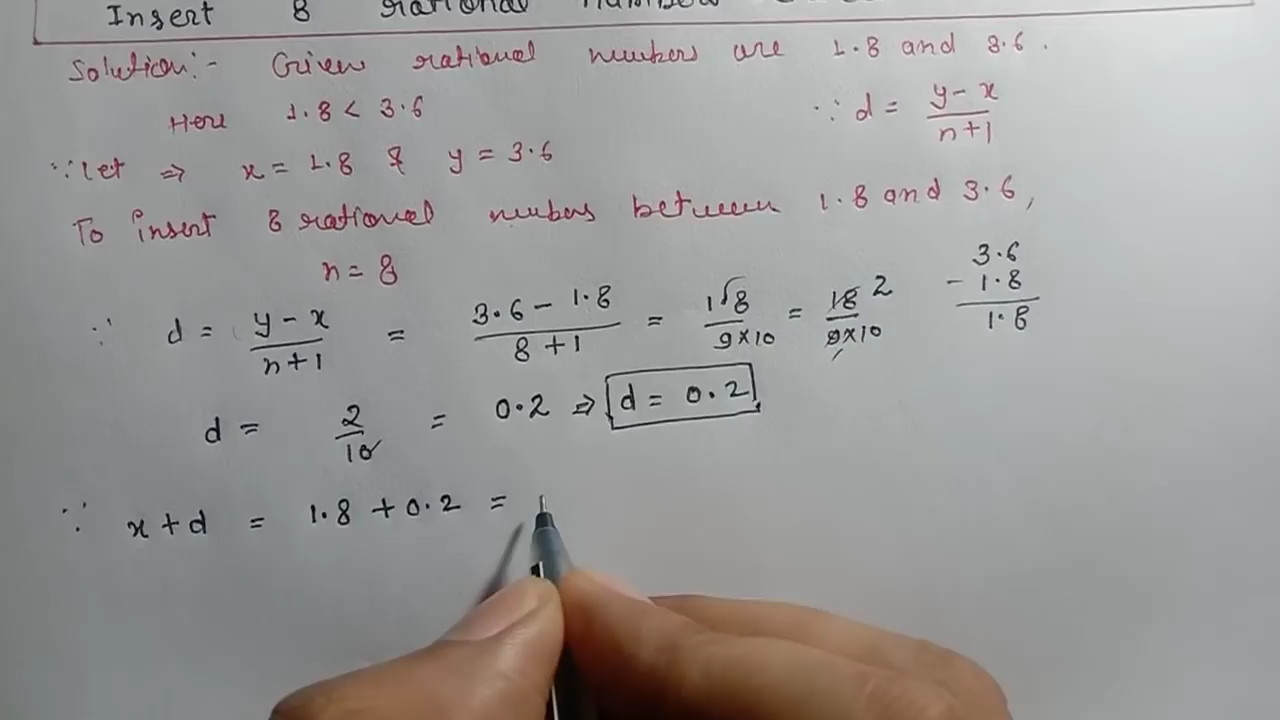 Insert 8 rational
Solution:- Given rational numbers are 1.8 and 3.6.
Here 1.8 < 3.6
∵ d = y - x / n+1
∵ Let ⇒ x = 1.8 & y = 3.6
To insert 8 rational numbers between 1.8 and 3.6,
n = 8
∵ d = y - x / n+1 = 3.6 - 1.8 / 8 + 1 = 1.8 / 9×10 = 18 2 / 9×10
3.6
- 1.8
1.8
d = 2 / 10 = 0.2 ⇒ d = 0.2
∵ x + d = 1.8 + 0.2 =